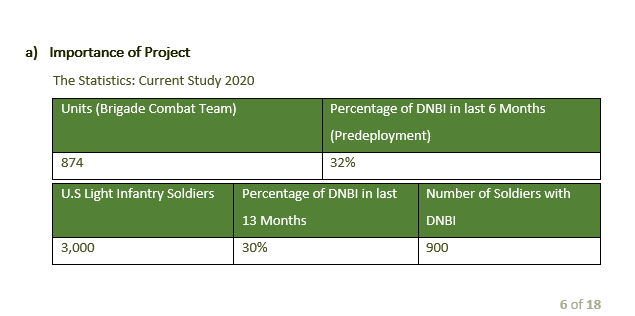 a) Importance of Project
The Statistics: Current Study 2020
Units (Brigade Combat Team)
Percentage of DNBI in last 6 Months
(Predeployment)
874
32%
U.S Light Infantry Soldiers
Percentage of DNBI in last
13 Months
Number of Soldiers with
DNBI
3,000
30%
900
6 of 18